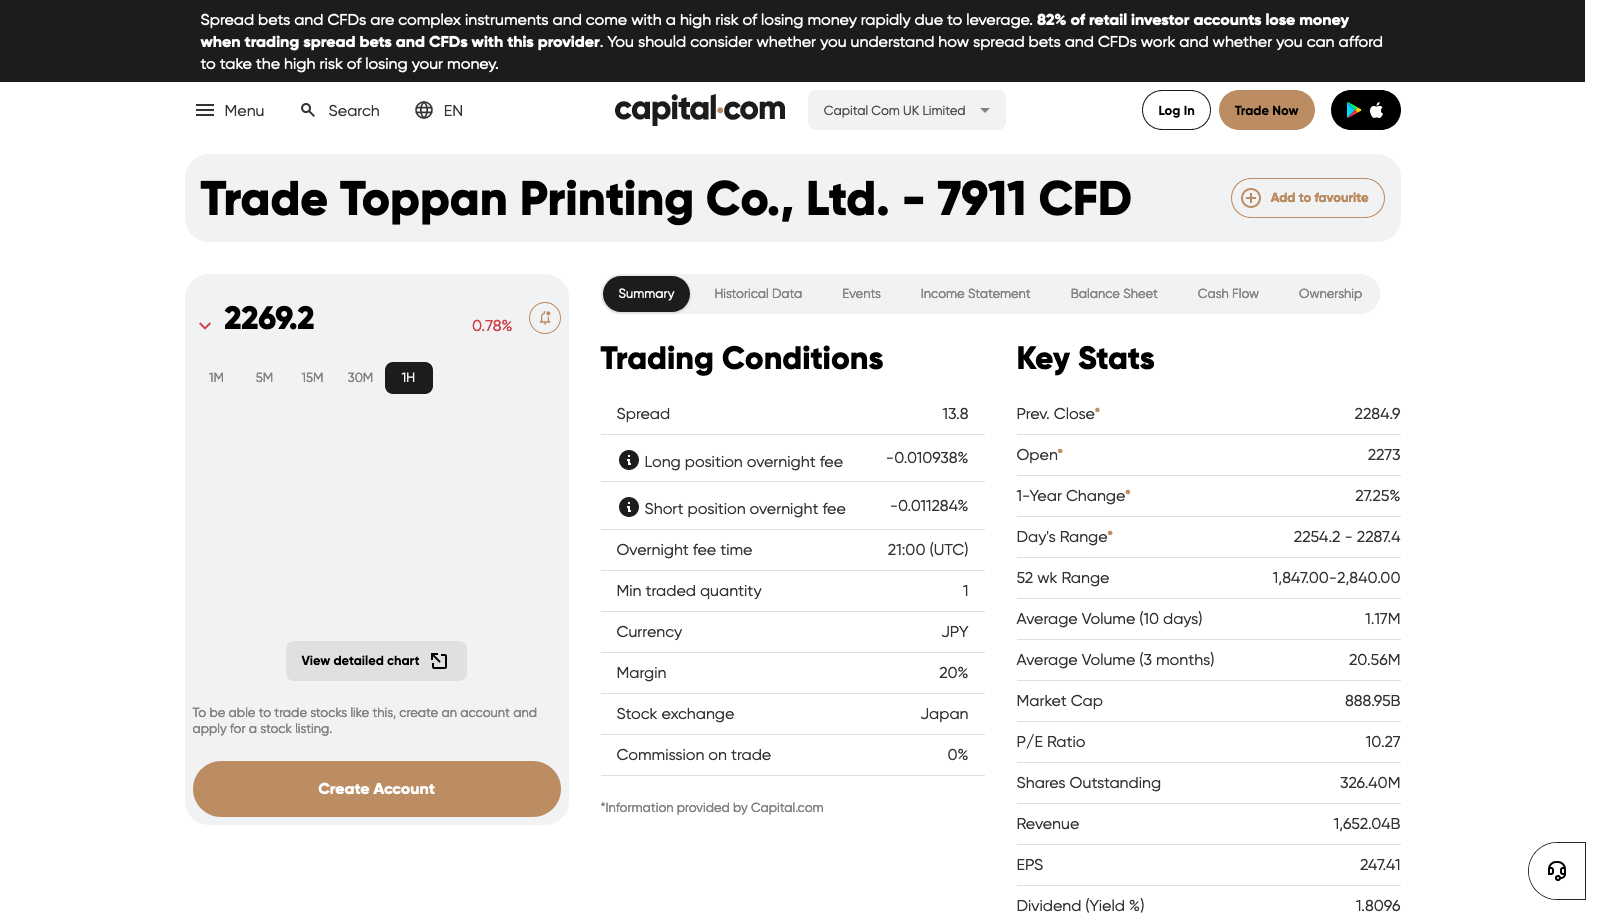 Spread bets and CFDs are complex instruments and come with a high risk of losing money rapidly due to leverage. 82% of retail investor accounts lose money
when trading spread bets and CFDs with this provider. You should consider whether you understand how spread bets and CFDs work and whether you can afford
to take the high risk of losing your money.
Menu Search EN capital.com Capital Com UK Limited Log In Trade Now
Trade Toppan Printing Co., Ltd. - 7911 CFD Add to favourite
2269.2 0.78%
1M 5M 15M 30M 1H
View detailed chart
To be able to trade stocks like this, create an account and
apply for a stock listing.
Create Account
Summary Historical Data Events Income Statement Balance Sheet Cash Flow Ownership
Trading Conditions
Spread 13.8
Long position overnight fee -0.010938%
Short position overnight fee -0.011284%
Overnight fee time 21:00 (UTC)
Min traded quantity 1
Currency JPY
Margin 20%
Stock exchange Japan
Commission on trade 0%
*Information provided by Capital.com
Key Stats
Prev. Close* 2284.9
Open* 2273
1-Year Change* 27.25%
Day's Range* 2254.2 - 2287.4
52 wk Range 1,847.00-2,840.00
Average Volume (10 days) 1.17M
Average Volume (3 months) 20.56M
Market Cap 888.95B
P/E Ratio 10.27
Shares Outstanding 326.40M
Revenue 1,652.04B
EPS 247.41
Dividend (Yield %) 1.8096